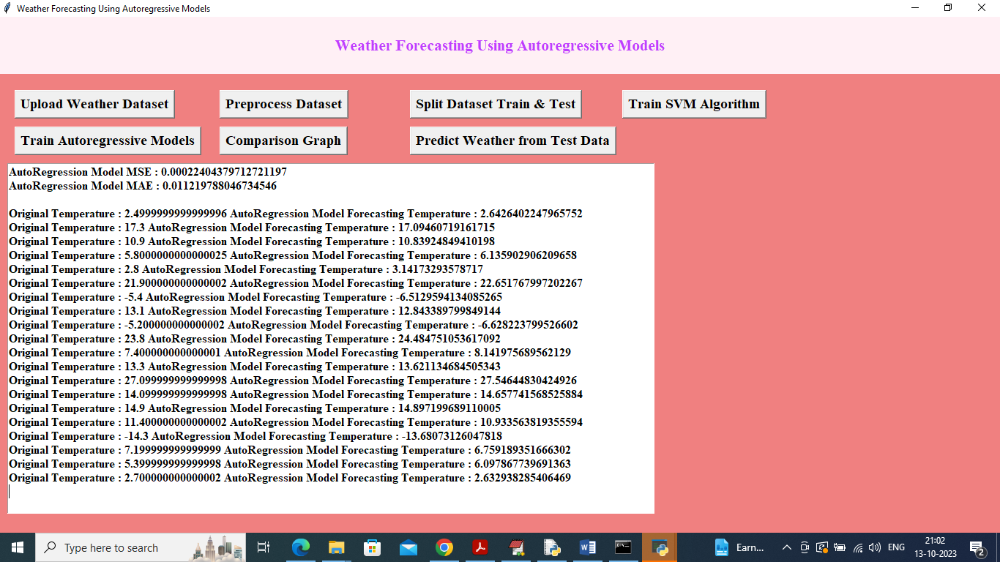 Weather Forecasting Using Autoregressive Models
Weather Forecasting Using Autoregressive Models
Upload Weather Dataset Preprocess Dataset Split Dataset Train & Test Train SVM Algorithm
Train Autoregressive Models Comparison Graph Predict Weather from Test Data
AutoRegression Model MSE : 0.00022404379712721197
AutoRegression Model MAE : 0.011219788046734546
Original Temperature : 2.4999999999999996 AutoRegression Model Forecasting Temperature : 2.6426402247965752
Original Temperature : 17.3 AutoRegression Model Forecasting Temperature : 17.09460719161715
Original Temperature : 10.9 AutoRegression Model Forecasting Temperature : 10.83924849410198
Original Temperature : 5.8000000000000025 AutoRegression Model Forecasting Temperature : 6.135902906209658
Original Temperature : 2.8 AutoRegression Model Forecasting Temperature : 3.14173293578717
Original Temperature : 21.900000000000002 AutoRegression Model Forecasting Temperature : 22.651767997202267
Original Temperature : -5.4 AutoRegression Model Forecasting Temperature : -6.5129594134085265
Original Temperature : 13.1 AutoRegression Model Forecasting Temperature : 12.843389799849144
Original Temperature : -5.200000000000002 AutoRegression Model Forecasting Temperature : -6.628223799526602
Original Temperature : 23.8 AutoRegression Model Forecasting Temperature : 24.484751053617092
Original Temperature : 7.400000000000001 AutoRegression Model Forecasting Temperature : 8.141975689562129
Original Temperature : 13.3 AutoRegression Model Forecasting Temperature : 13.621134684505343
Original Temperature : 27.099999999999998 AutoRegression Model Forecasting Temperature : 27.54644830424926
Original Temperature : 14.099999999999998 AutoRegression Model Forecasting Temperature : 14.657741568525884
Original Temperature : 14.9 AutoRegression Model Forecasting Temperature : 14.897199689110005
Original Temperature : 11.400000000000002 AutoRegression Model Forecasting Temperature : 10.933563819355594
Original Temperature : -14.3 AutoRegression Model Forecasting Temperature : -13.68073126047818
Original Temperature : 7.199999999999999 AutoRegression Model Forecasting Temperature : 6.759189351666302
Original Temperature : 5.399999999999998 AutoRegression Model Forecasting Temperature : 6.097867739691363
Original Temperature : 2.700000000000002 AutoRegression Model Forecasting Temperature : 2.632938285406469
Type here to search Earn... ENG 21:02
13-10-2023 2